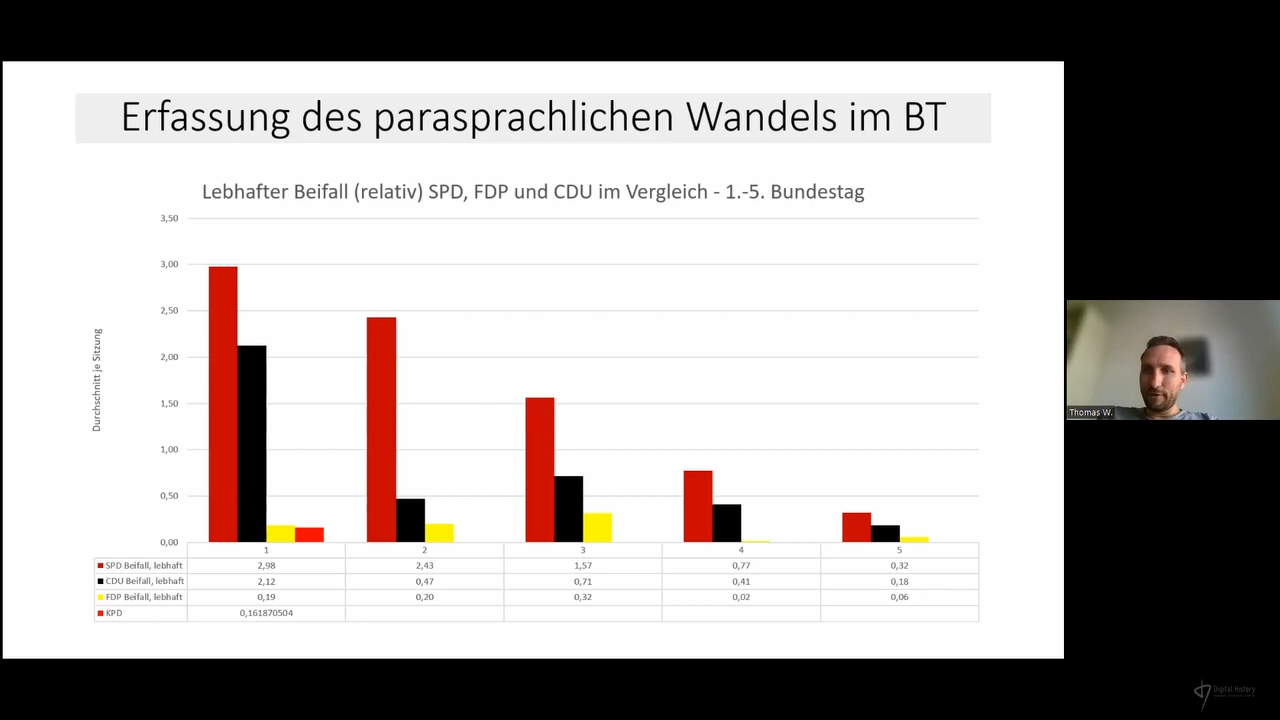 Erfassung des parasprachlichen Wandels im BT
Lebhafter Beifall (relativ) SPD, FDP und CDU im Vergleich - 1.-5. Bundestag
3,50
3,00
2,50
2,00
1,50
1,00
0,50
0,00
Durchschnitt je Sitzung
1 2 3 4 5
SPD Beifall, lebhaft 2,98 2,43 1,57 0,77 0,32
CDU Beifall, lebhaft 2,12 0,47 0,71 0,41 0,18
FDP Beifall, lebhaft 0,19 0,20 0,32 0,02 0,06
KPD 0,161870504
Thomas W.
Digital History